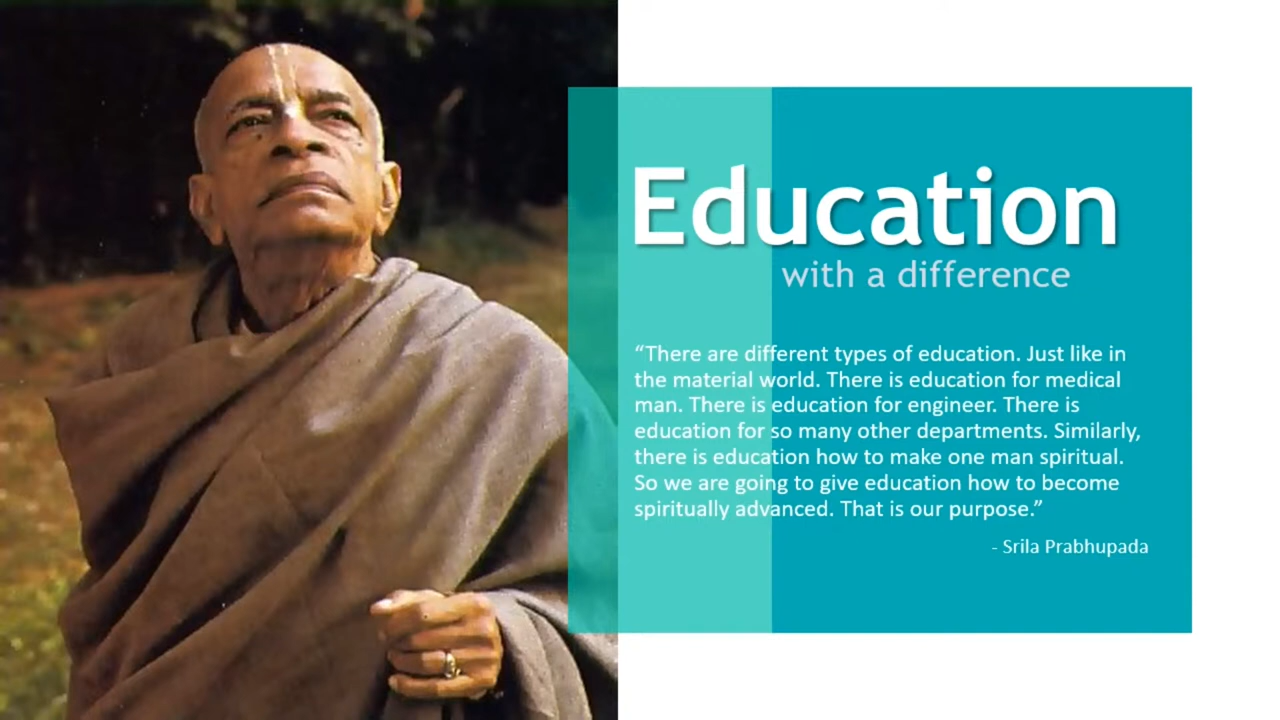 Education
with a difference
“There are different types of education. Just like in
the material world. There is education for medical
man. There is education for engineer. There is
education for so many other departments. Similarly,
there is education how to make one man spiritual.
So we are going to give education how to become
spiritually advanced. That is our purpose.”
- Srila Prabhupada